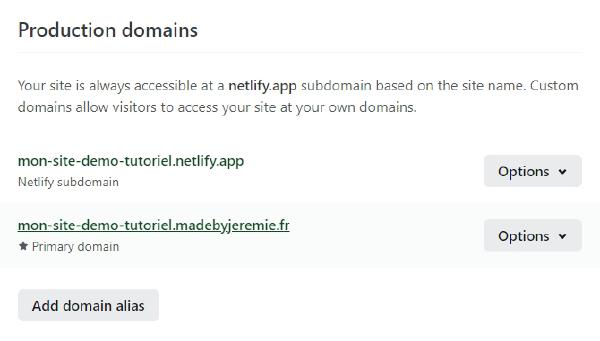 Production domains
Your site is always accessible at a netlify.app subdomain based on the site name. Custom
domains allow visitors to access your site at your own domains.
mon-site-demo-tutoriel.netlify.app
Netlify subdomain
Options
mon-site-demo-tutoriel.madebyjeremie.fr
★ Primary domain
Options
Add domain alias